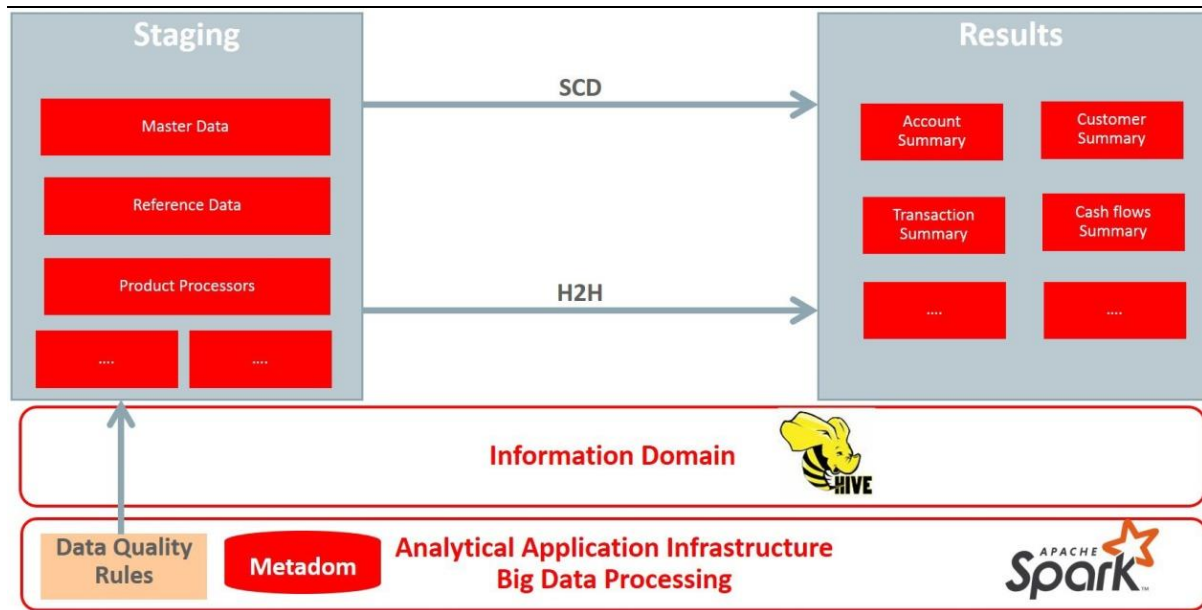 Staging
Results
SCD
Master Data
Account
Summary
Customer
Summary
Reference Data
Transaction
Summary
Cash flows
Summary
Product Processors
H2H
....
....
....
....
Information Domain
HIVE
Data Quality
Rules
Metadom
Analytical Application Infrastructure
Big Data Processing
APACHE
Spark